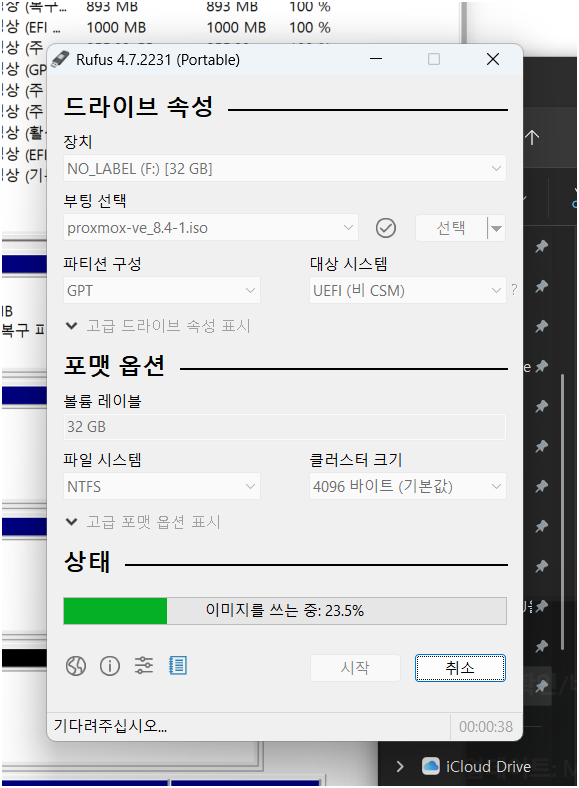 상 (복구... 893 MB 893 MB 100 %
상 (EFI ... 1000 MB 1000 MB 100 %
상 (주
상 (GP
상 (주
상 (주
상 (활
상 (EFI
상 (기
Rufus 4.7.2231 (Portable)
드라이브 속성
장치
NO_LABEL (F:) [32 GB]
부팅 선택
proxmox-ve_8.4-1.iso
선택
파티션 구성 대상 시스템
GPT UEFI (비 CSM) ?
고급 드라이브 속성 표시
IB
복구 파
포맷 옵션
볼륨 레이블
32 GB
파일 시스템 클러스터 크기
NTFS 4096 바이트 (기본값)
고급 포맷 옵션 표시
상태
이미지를 쓰는 중: 23.5%
시작 취소
기다려주십시오... 00:00:38
iCloud Drive